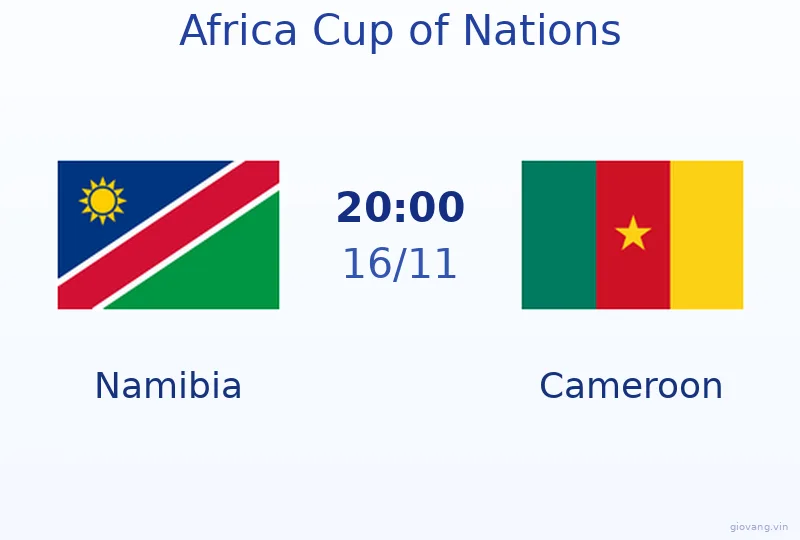 Africa Cup of Nations
20:00
16/11
Namibia
Cameroon
giovang.vin